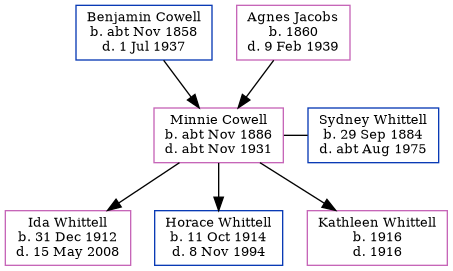 Benjamin Cowell
b. abt Nov 1858
d. 1 Jul 1937
Agnes Jacobs
b. 1860
d. 9 Feb 1939
Minnie Cowell
b. abt Nov 1886
d. abt Nov 1931
Sydney Whittell
b. 29 Sep 1884
d. abt Aug 1975
Ida Whittell
b. 31 Dec 1912
d. 15 May 2008
Horace Whittell
b. 11 Oct 1914
d. 8 Nov 1994
Kathleen Whittell
b. 1916
d. 1916